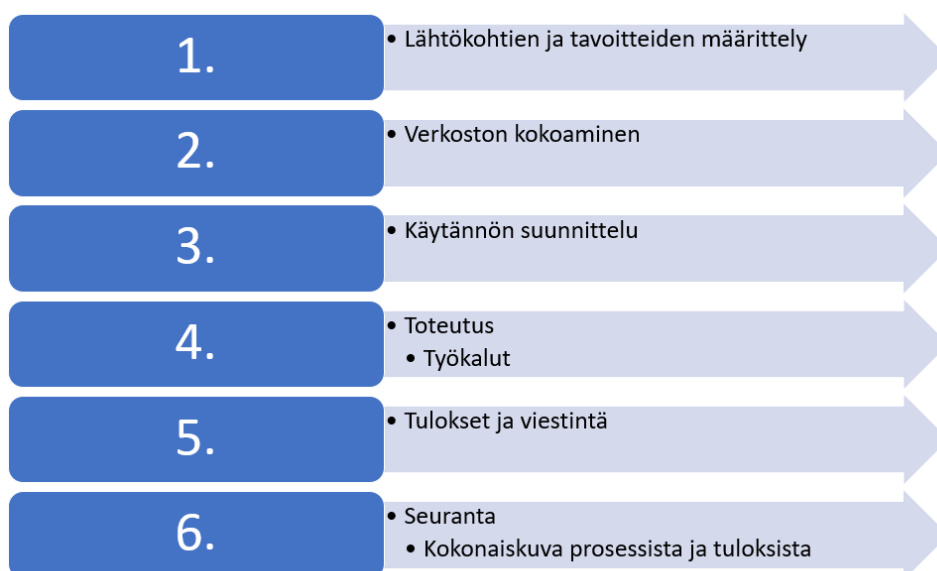 1.
• Lähtökohtien ja tavoitteiden määrittely
2.
• Verkoston kokoaminen
3.
• Käytännön suunnittelu
4.
• Toteutus
• Työkalut
5.
• Tulokset ja viestintä
6.
• Seuranta
• Kokonaiskuva prosessista ja tuloksista